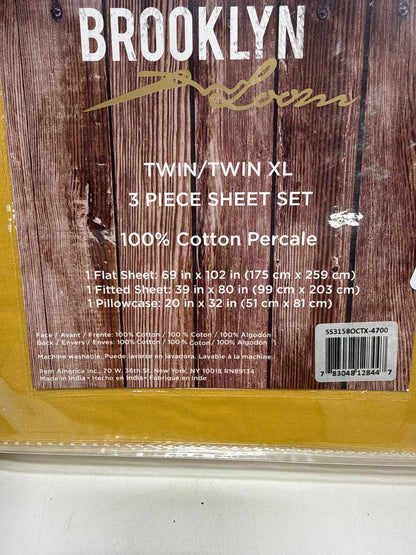 BROOKLYN
Loom
TWIN/TWIN XL
3 PIECE SHEET SET
100% Cotton Percale
1 Flat Sheet: 69 in x 102 in (175 cm x 259 cm)
1 Fitted Sheet: 39 in x 80 in (99 cm x 203 cm)
1 Pillowcase: 20 in x 32 in (51 cm x 81 cm)
Face / Avant / Frente: 100% Cotton / 100 % Coton / 100% Algodón
Back / Envers / Envés: 100% Cotton / 100 % Coton / 100% Algodón
Machine washable. Puede lavarse en lavadora. Lavable à la machine.
Pem America Inc., 70 W. 36th St. New York, NY 10018 RN89134
Made in India • Hecho en India • Fabriqué en Inde
SS3158OCTX-4700
7 83048 12844 7